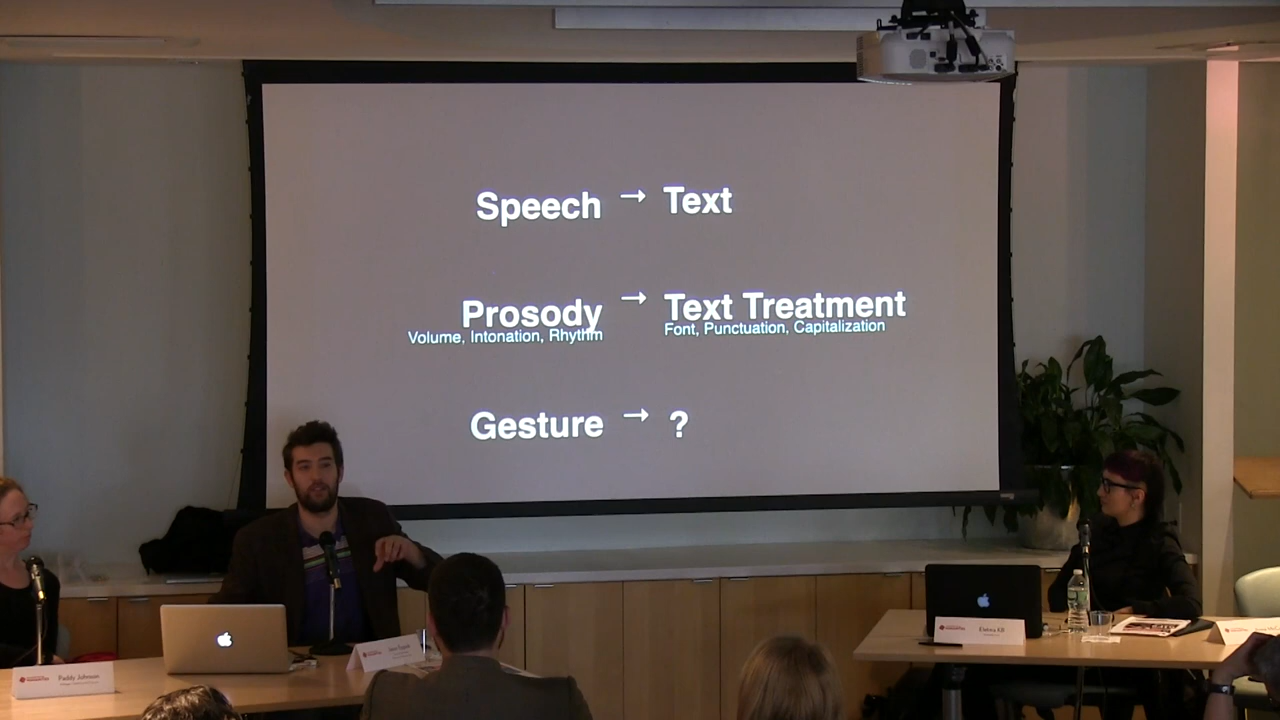 Speech → Text
Prosody → Text Treatment
Volume, Intonation, Rhythm
Font, Punctuation, Capitalization
Gesture → ?
Paddy Johnson